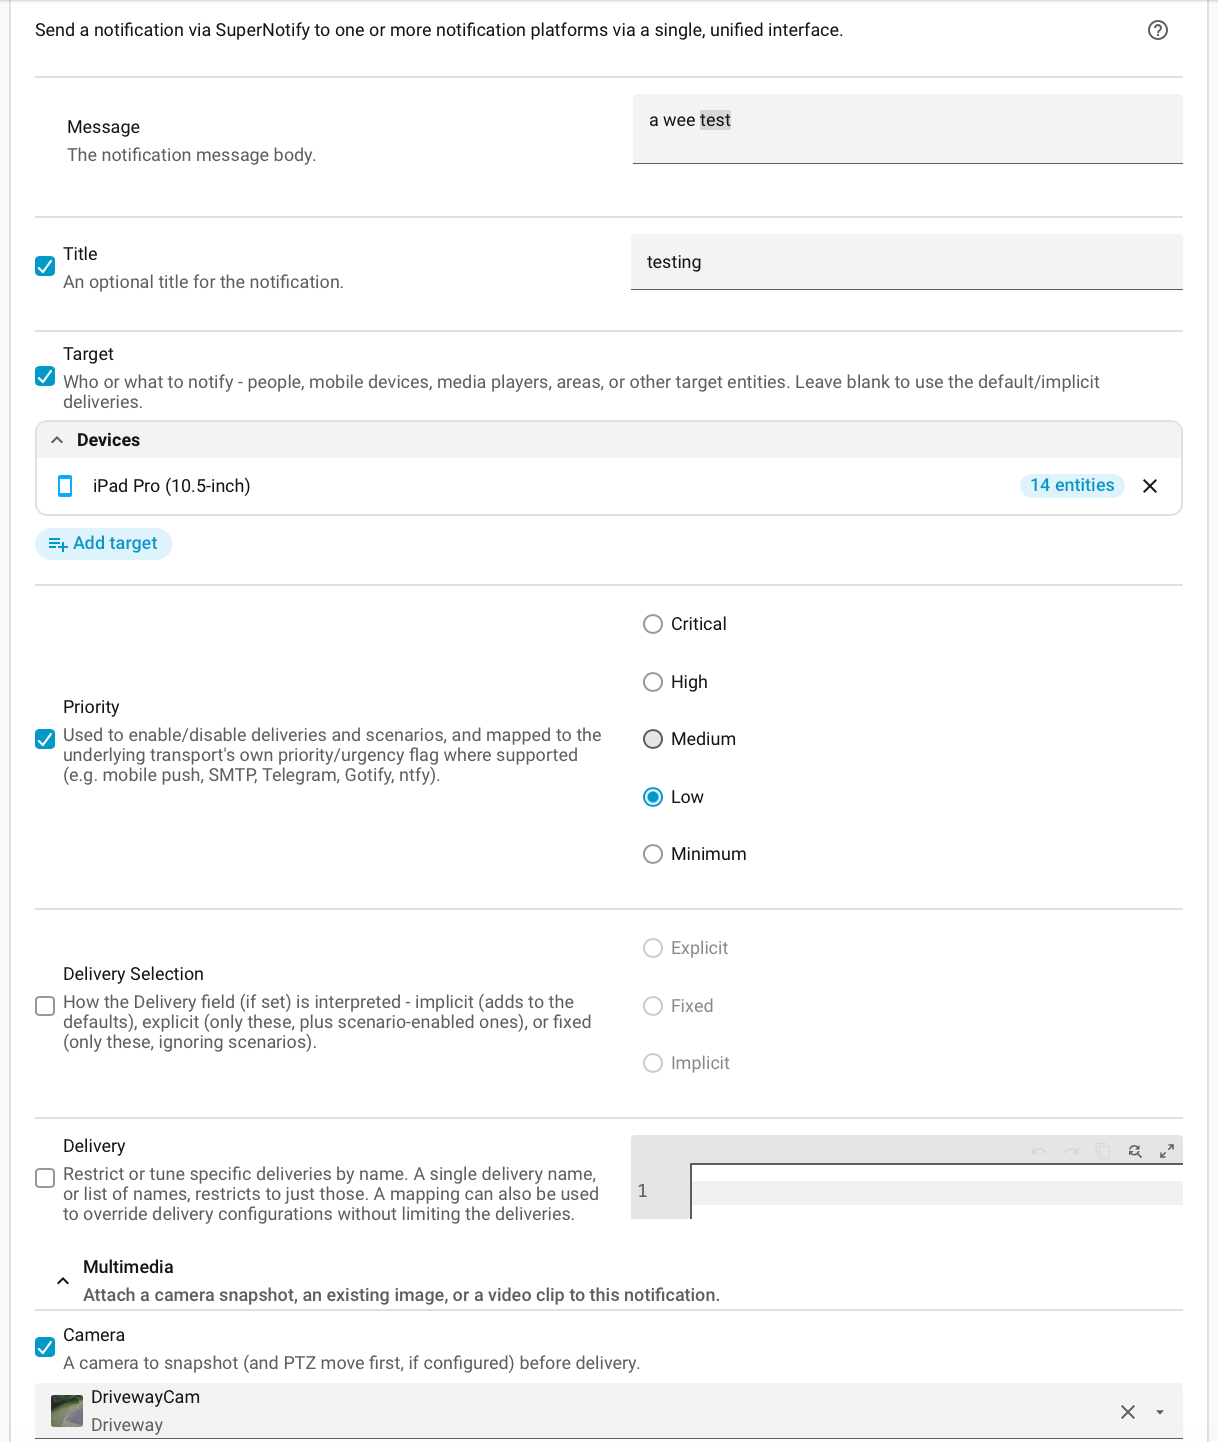 Send a notification via SuperNotify to one or more notification platforms via a single, unified interface.
Message
The notification message body.
a wee test
Title
An optional title for the notification.
testing
Target
Who or what to notify - people, mobile devices, media players, areas, or other target entities. Leave blank to use the default/implicit
deliveries.
Devices
iPad Pro (10.5-inch)
14 entities
Add target
Priority
Used to enable/disable deliveries and scenarios, and mapped to the
underlying transport's own priority/urgency flag where supported
(e.g. mobile push, SMTP, Telegram, Gotify, ntfy).
Critical
High
Medium
Low
Minimum
Delivery Selection
How the Delivery field (if set) is interpreted - implicit (adds to the
defaults), explicit (only these, plus scenario-enabled ones), or fixed
(only these, ignoring scenarios).
Explicit
Fixed
Implicit
Delivery
Restrict or tune specific deliveries by name. A single delivery name,
or list of names, restricts to just those. A mapping can also be used
to override delivery configurations without limiting the deliveries.
1
Multimedia
Attach a camera snapshot, an existing image, or a video clip to this notification.
Camera
A camera to snapshot (and PTZ move first, if configured) before delivery.
DrivewayCam
Driveway